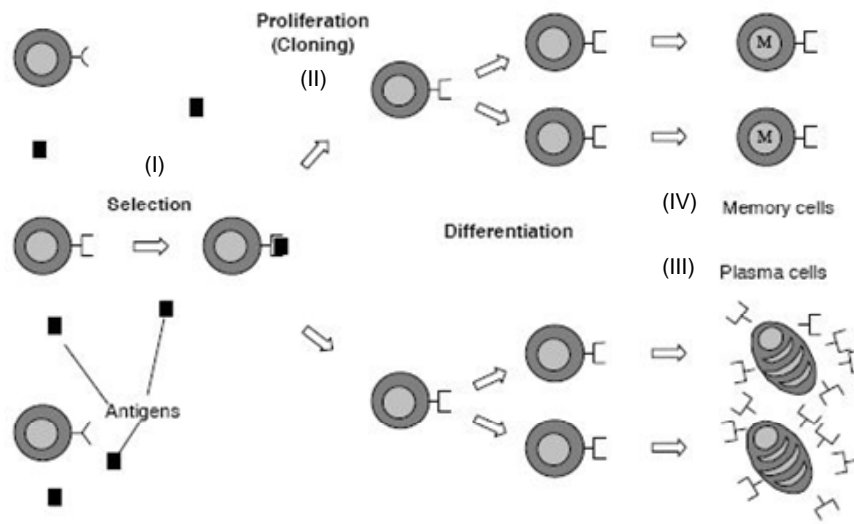 Proliferation
(Cloning)
(II)
M
M
(I)
Selection
(IV)
Memory cells
Differentiation
(III)
Plasma cells
Antigens